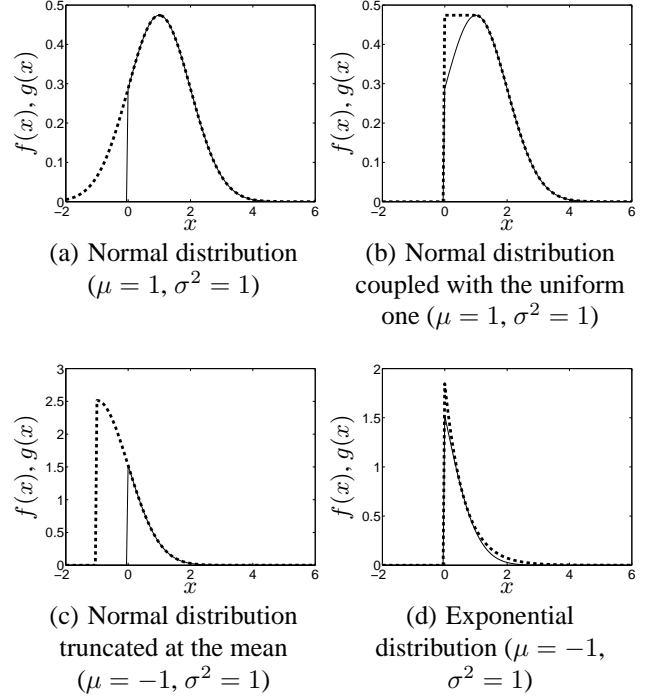 0.5
0.4
0.3
0.2
0.1
0
f(x), g(x)
−2 0 2 4 6
x
(a) Normal distribution
(μ = 1, σ² = 1)
0.5
0.4
0.3
0.2
0.1
0
f(x), g(x)
−2 0 2 4 6
x
(b) Normal distribution
coupled with the uniform
one (μ = 1, σ² = 1)
3
2.5
2
1.5
1
0.5
0
f(x), g(x)
−2 0 2 4 6
x
(c) Normal distribution
truncated at the mean
(μ = −1, σ² = 1)
2
1.5
1
0.5
0
f(x), g(x)
−2 0 2 4 6
x
(d) Exponential
distribution (μ = −1,
σ² = 1)